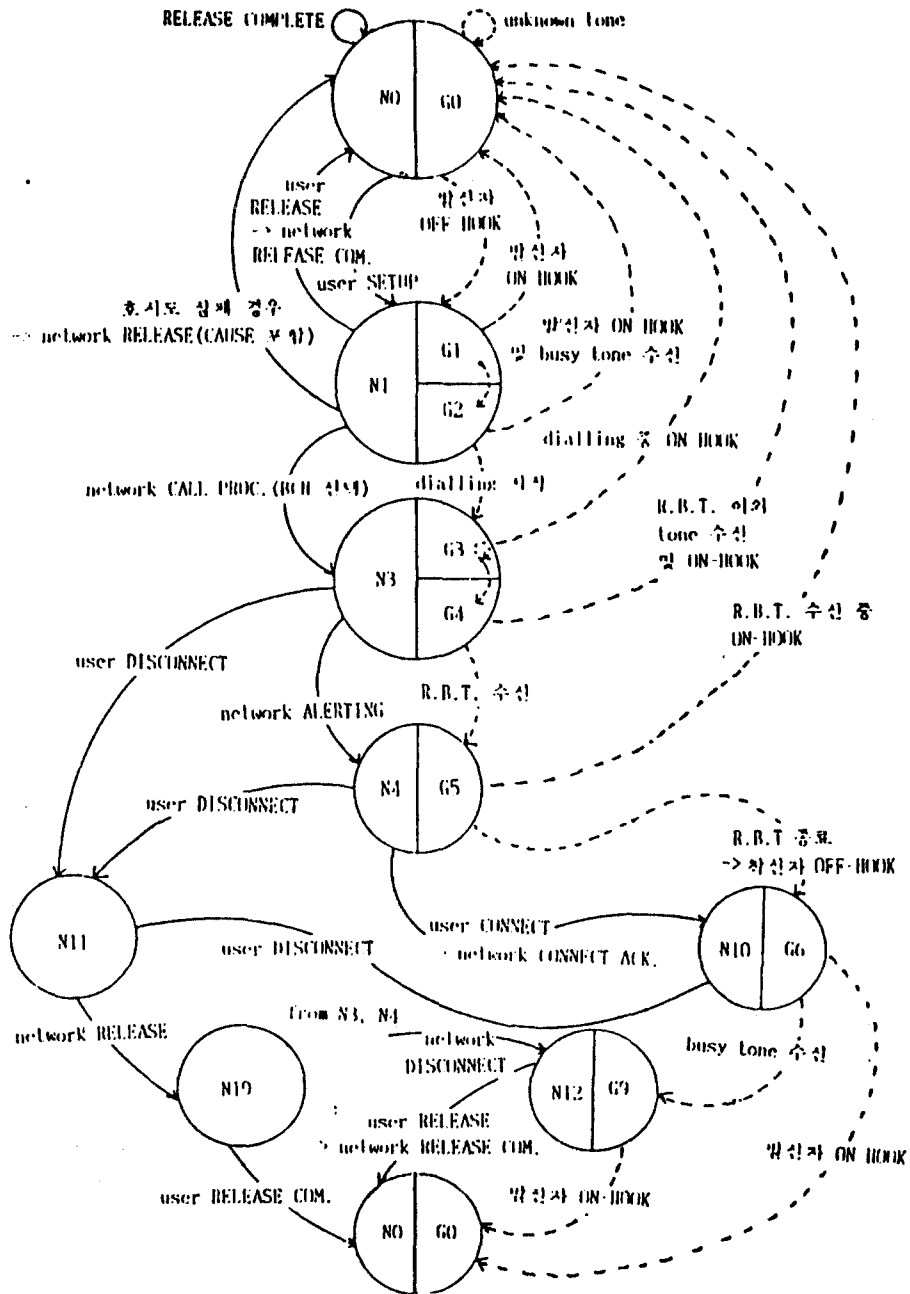 RELEASE COMPLETE
unknown tone
N0
G0
user
RELEASE
-> network
RELEASE COM.
발신자
OFF HOOK
발신자
ON HOOK
user SETUP
호시도 실패 경우
-> network RELEASE(CAUSE 포함)
N1
G1
G2
발신자 ON HOOK
및 busy tone 수신
dialling 중 ON HOOK
network CALL PROC.(BCH
dialling
N3
G3
G4
R.B.T. 이외
tone 수신
및 ON-HOOK
R.B.T. 수신 중
ON-HOOK
user DISCONNECT
network ALERTING
R.B.T. 수신
N4
G5
user DISCONNECT
R.B.T 종료
-> 착신자 OFF-HOOK
N11
user DISCONNECT
user CONNECT
network CONNECT ACK.
N10
G6
network RELEASE
from N3, N4
network
DISCONNECT
busy tone 수신
N19
N12
G9
user RELEASE
-> network RELEASE COM.
발신자 ON HOOK
user RELEASE COM.
발신자 ON-HOOK
N0
G0